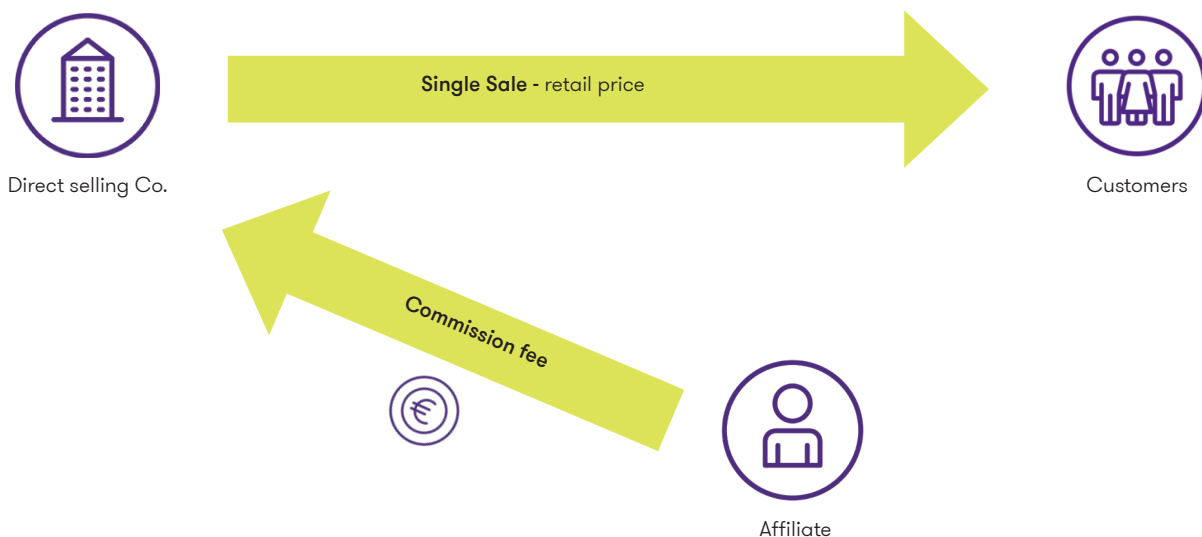 Single Sale - retail price
Direct selling Co.
Customers
Commission fee
€
Affiliate